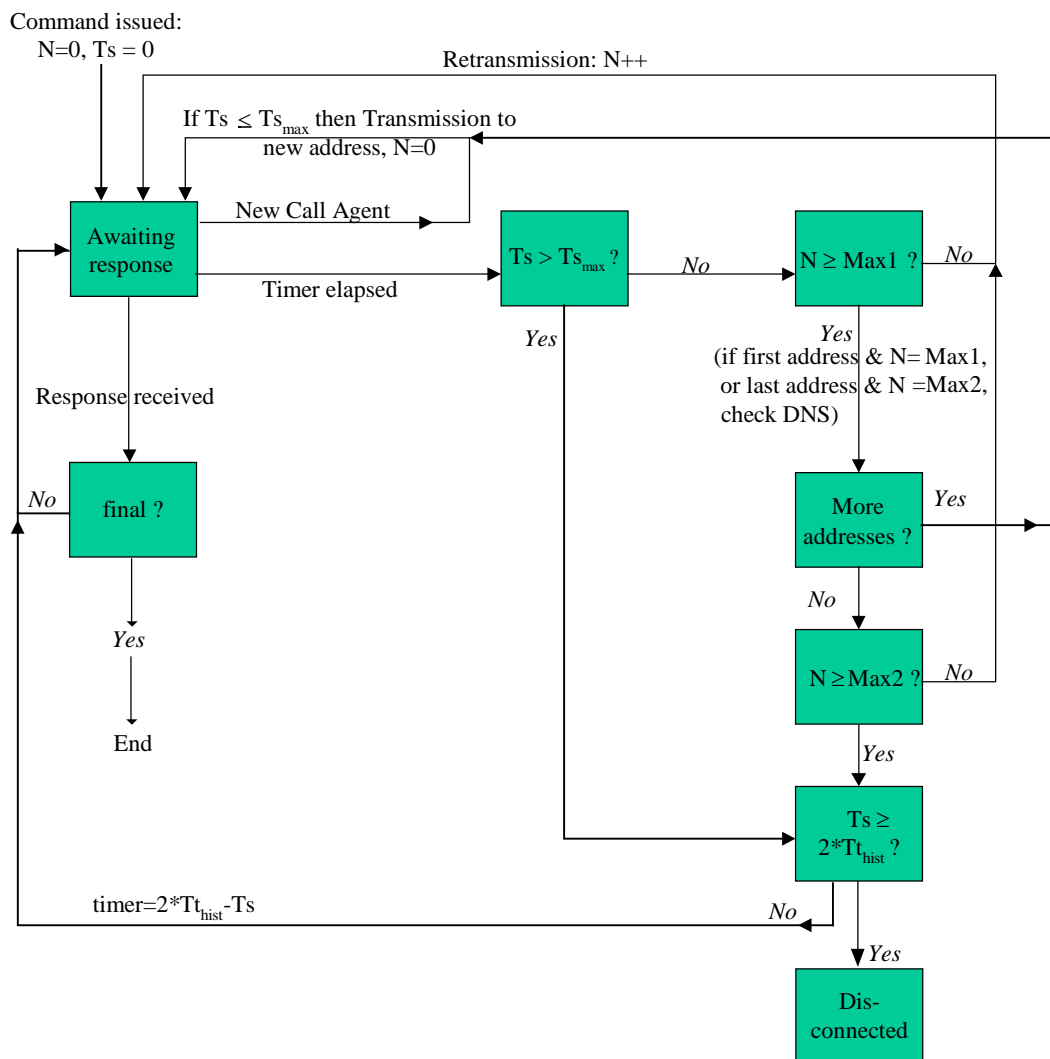 Command issued:
N=0, Ts = 0
Retransmission: N++
If Ts ≤ Tsmax then Transmission to
new address, N=0
New Call Agent
Awaiting
response
Ts > Tsmax ?
No
N ≥ Max1 ?
No
Timer elapsed
Yes
Yes
(if first address & N= Max1,
or last address & N =Max2,
check DNS)
Response received
No
final ?
More
addresses ?
Yes
No
Yes
N ≥Max2 ?
No
End
Yes
Ts ≥
2*Tthist ?
timer=2*Tthist-Ts
No
Yes
Dis-
connected